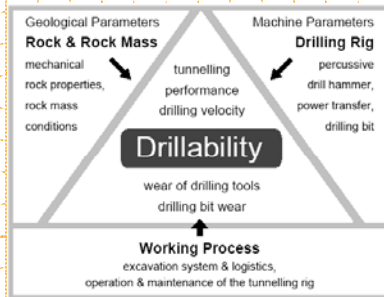 Geological Parameters
Rock & Rock Mass
mechanical
rock properties,
rock mass
conditions
Machine Parameters
Drilling Rig
percussive
drill hammer,
power transfer,
drilling bit
tunnelling
performance
drilling velocity
Drillability
wear of drilling tools
drilling bit wear
Working Process
excavation system & logistics,
operation & maintenance of the tunnelling rig